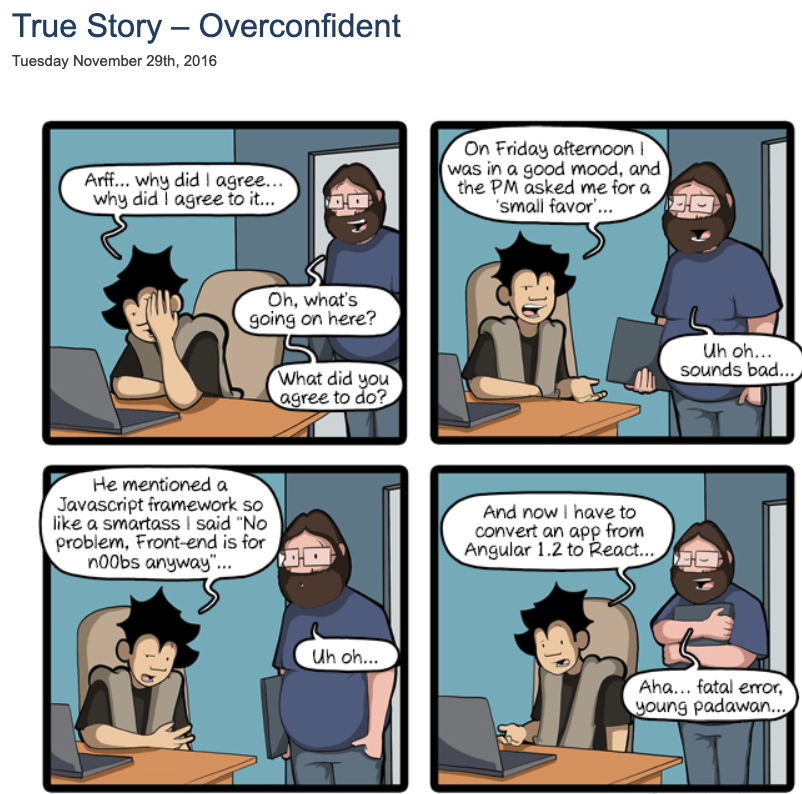 True Story – Overconfident
Tuesday November 29th, 2016
Arff... why did I agree...
why did I agree to it...
Oh, what's
going on here?
What did you
agree to do?
On Friday afternoon I
was in a good mood, and
the PM asked me for a
'small favor'...
Uh oh...
sounds bad...
He mentioned a
Javascript framework so
like a smartass I said "No
problem, Front-end is for
n00bs anyway"...
Uh oh...
And now I have to
convert an app from
Angular 1.2 to React...
Aha... fatal error,
young padawan...